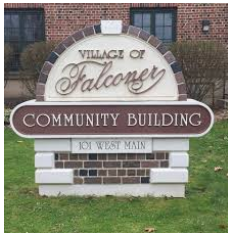 VILLAGE OF
Falconer
COMMUNITY BUILDING
101 WEST MAIN